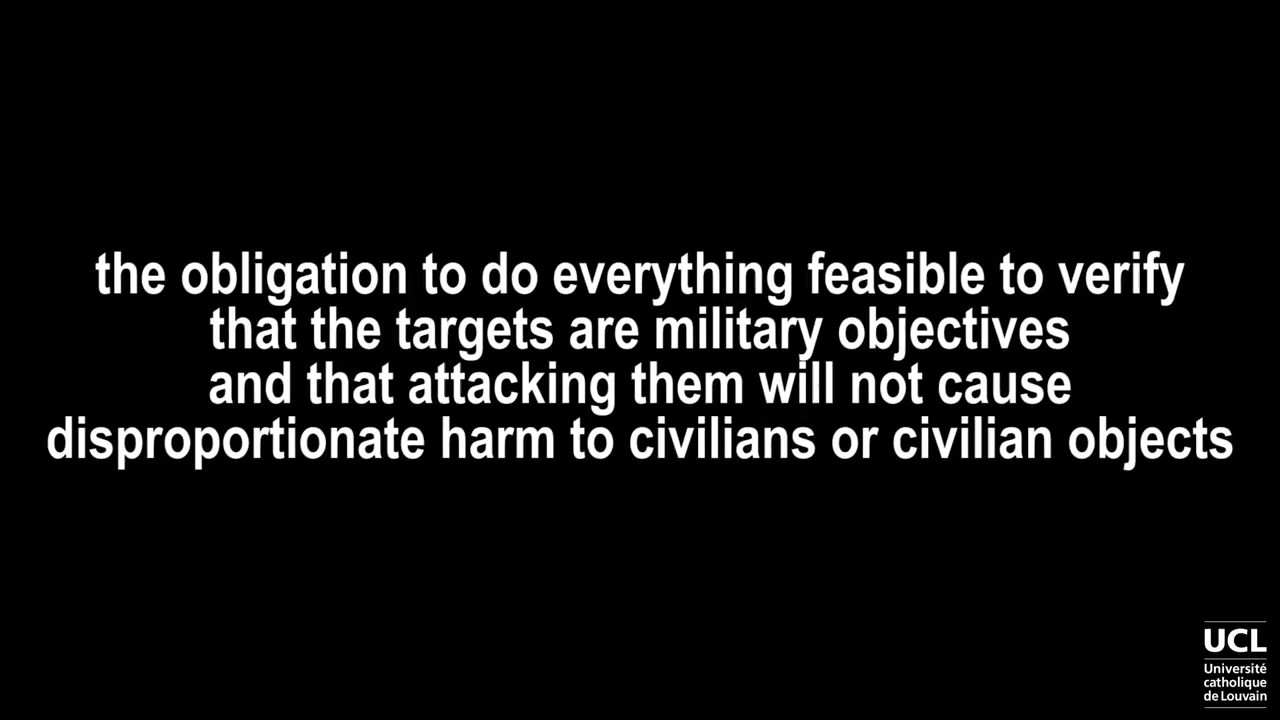 the obligation to do everything feasible to verify
that the targets are military objectives
and that attacking them will not cause
disproportionate harm to civilians or civilian objects
UCL
Université
catholique
de Louvain